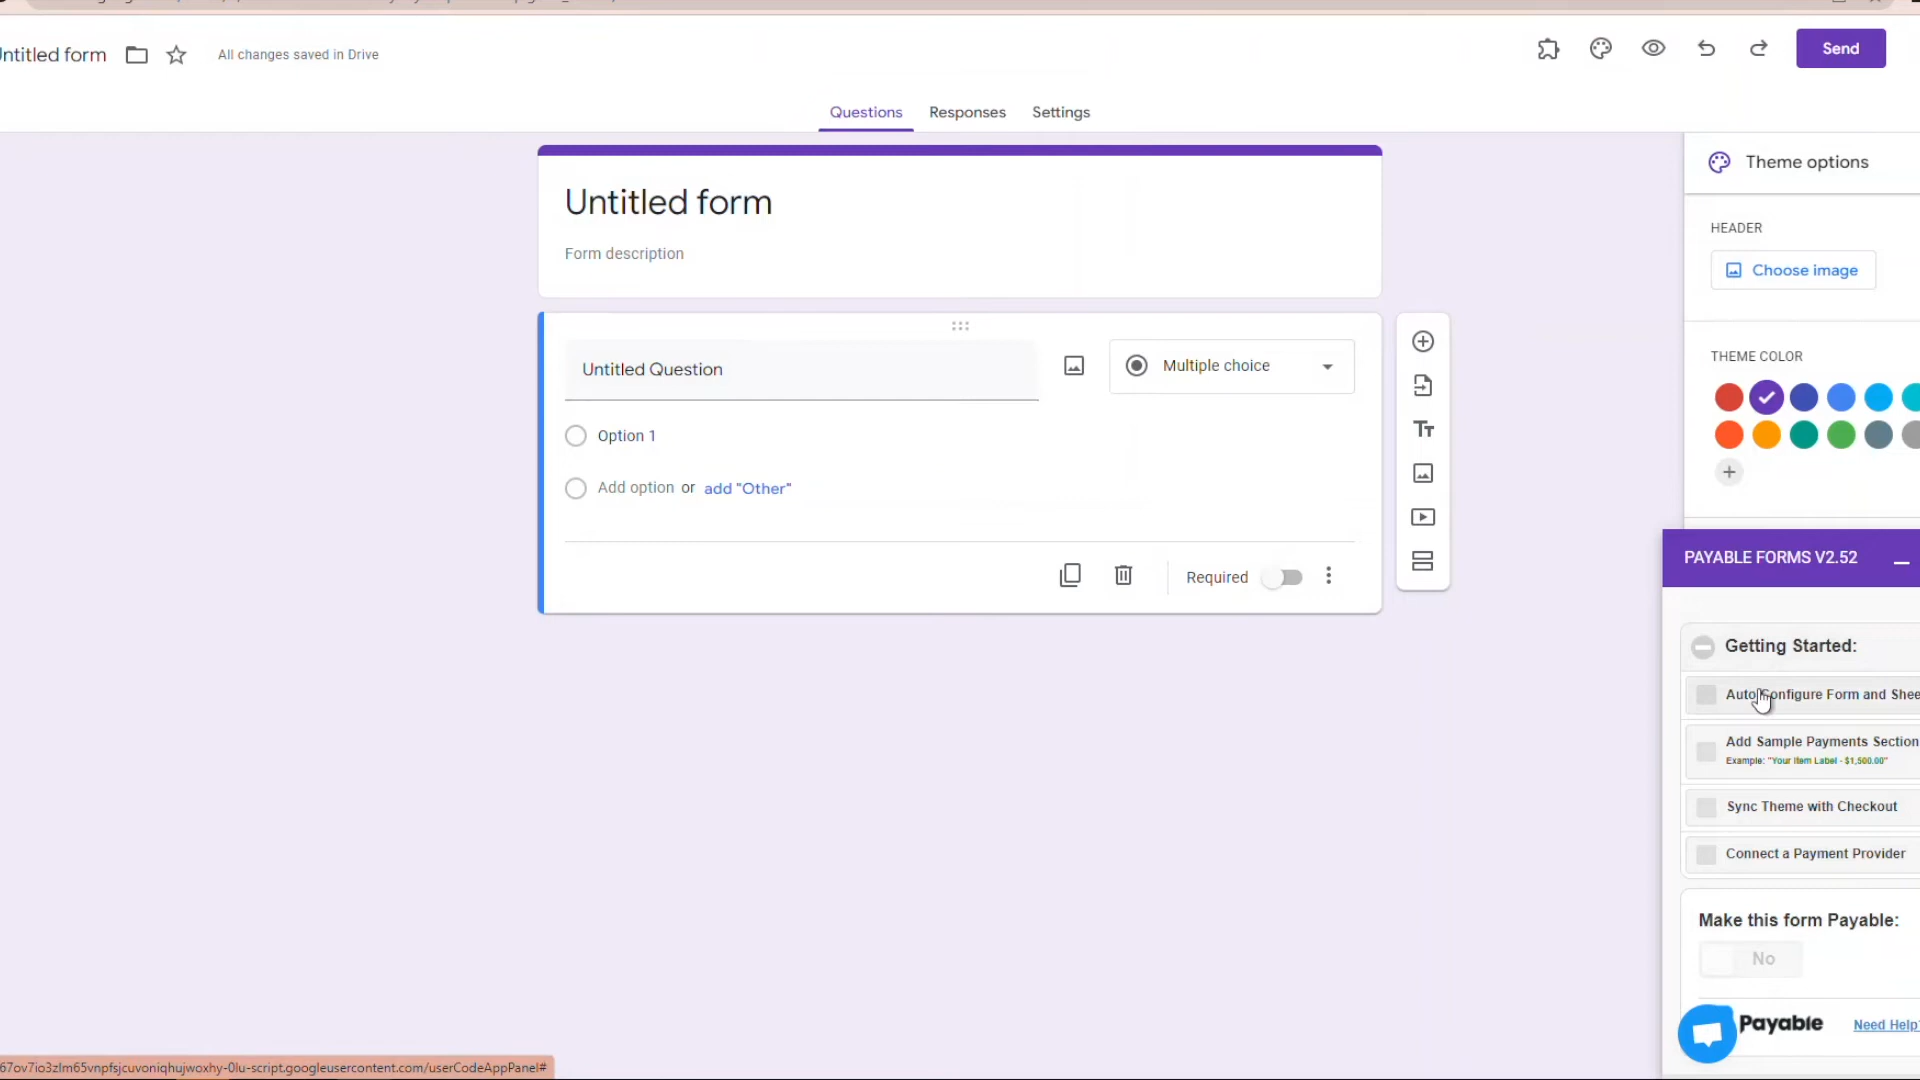 Untitled form
All changes saved in Drive
Send
Questions
Responses
Settings
Untitled form
Form description
Untitled Question
Multiple choice
Option 1
Add option or add "Other"
Required
Theme options
HEADER
Choose image
THEME COLOR
PAYABLE FORMS V2.52
Getting Started:
Auto Configure Form and Shee
Add Sample Payments Section
Example: "Your Item Label - $1,500.00"
Sync Theme with Checkout
Connect a Payment Provider
Make this form Payable:
No
Payable
Need Help?
67ov7io3zlm65vnpfsjcuvoniqhujwoxhy-0lu-script.googleusercontent.com/userCodeAppPanel#